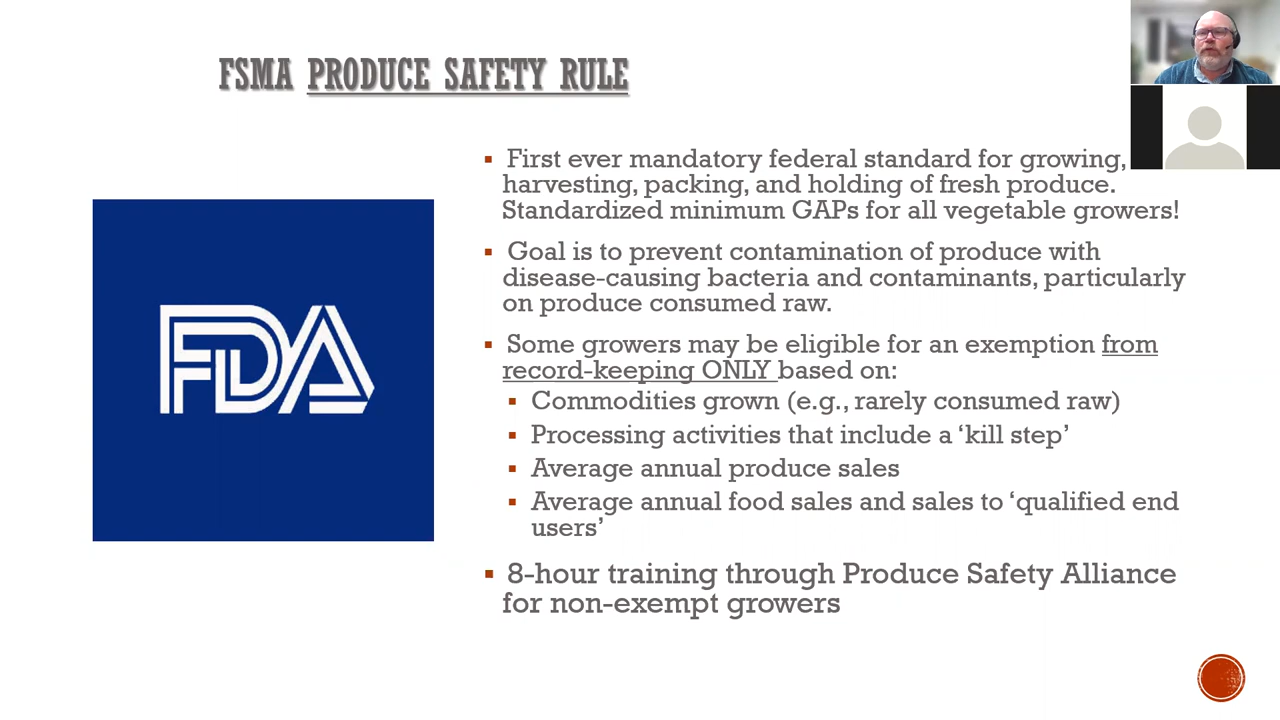 FSMA PRODUCE SAFETY RULE
▪ First ever mandatory federal standard for growing,
harvesting, packing, and holding of fresh produce.
Standardized minimum GAPs for all vegetable growers!
▪ Goal is to prevent contamination of produce with
disease-causing bacteria and contaminants, particularly
on produce consumed raw.
▪ Some growers may be eligible for an exemption from
record-keeping ONLY based on:
▪ Commodities grown (e.g., rarely consumed raw)
▪ Processing activities that include a ‘kill step’
▪ Average annual produce sales
▪ Average annual food sales and sales to ‘qualified end
users’
▪ 8-hour training through Produce Safety Alliance
for non-exempt growers
FDA